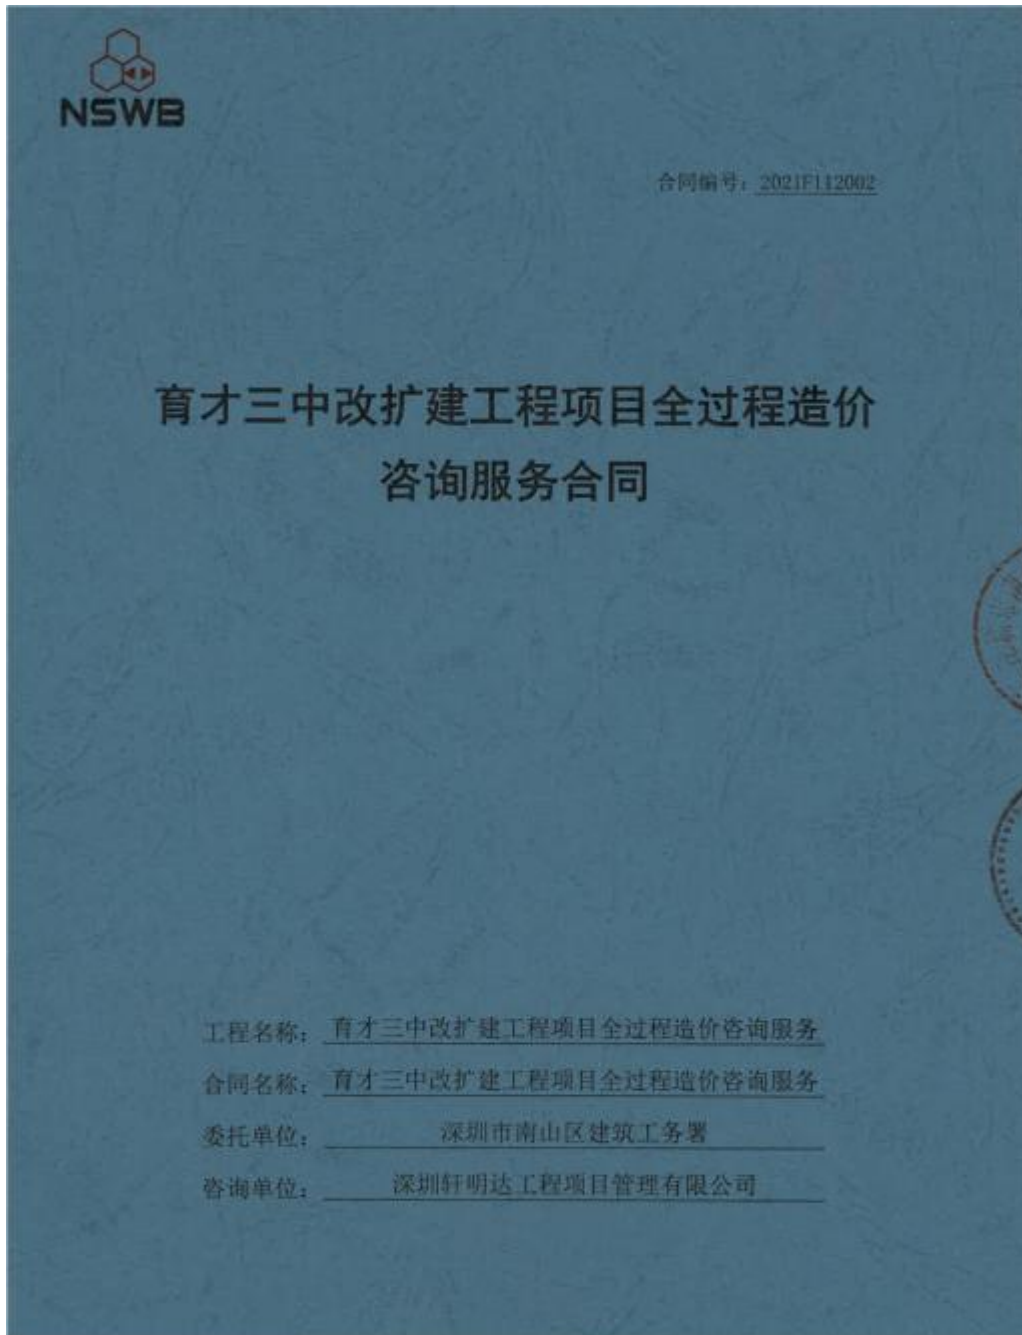 NSWB
合同编号：2021F112002
育才三中改扩建工程项目全过程造价
咨询服务合同
工程名称：育才三中改扩建工程项目全过程造价咨询服务
合同名称：育才三中改扩建工程项目全过程造价咨询服务
委托单位：深圳市南山区建筑工务署
咨询单位：深圳轩明达工程项目管理有限公司